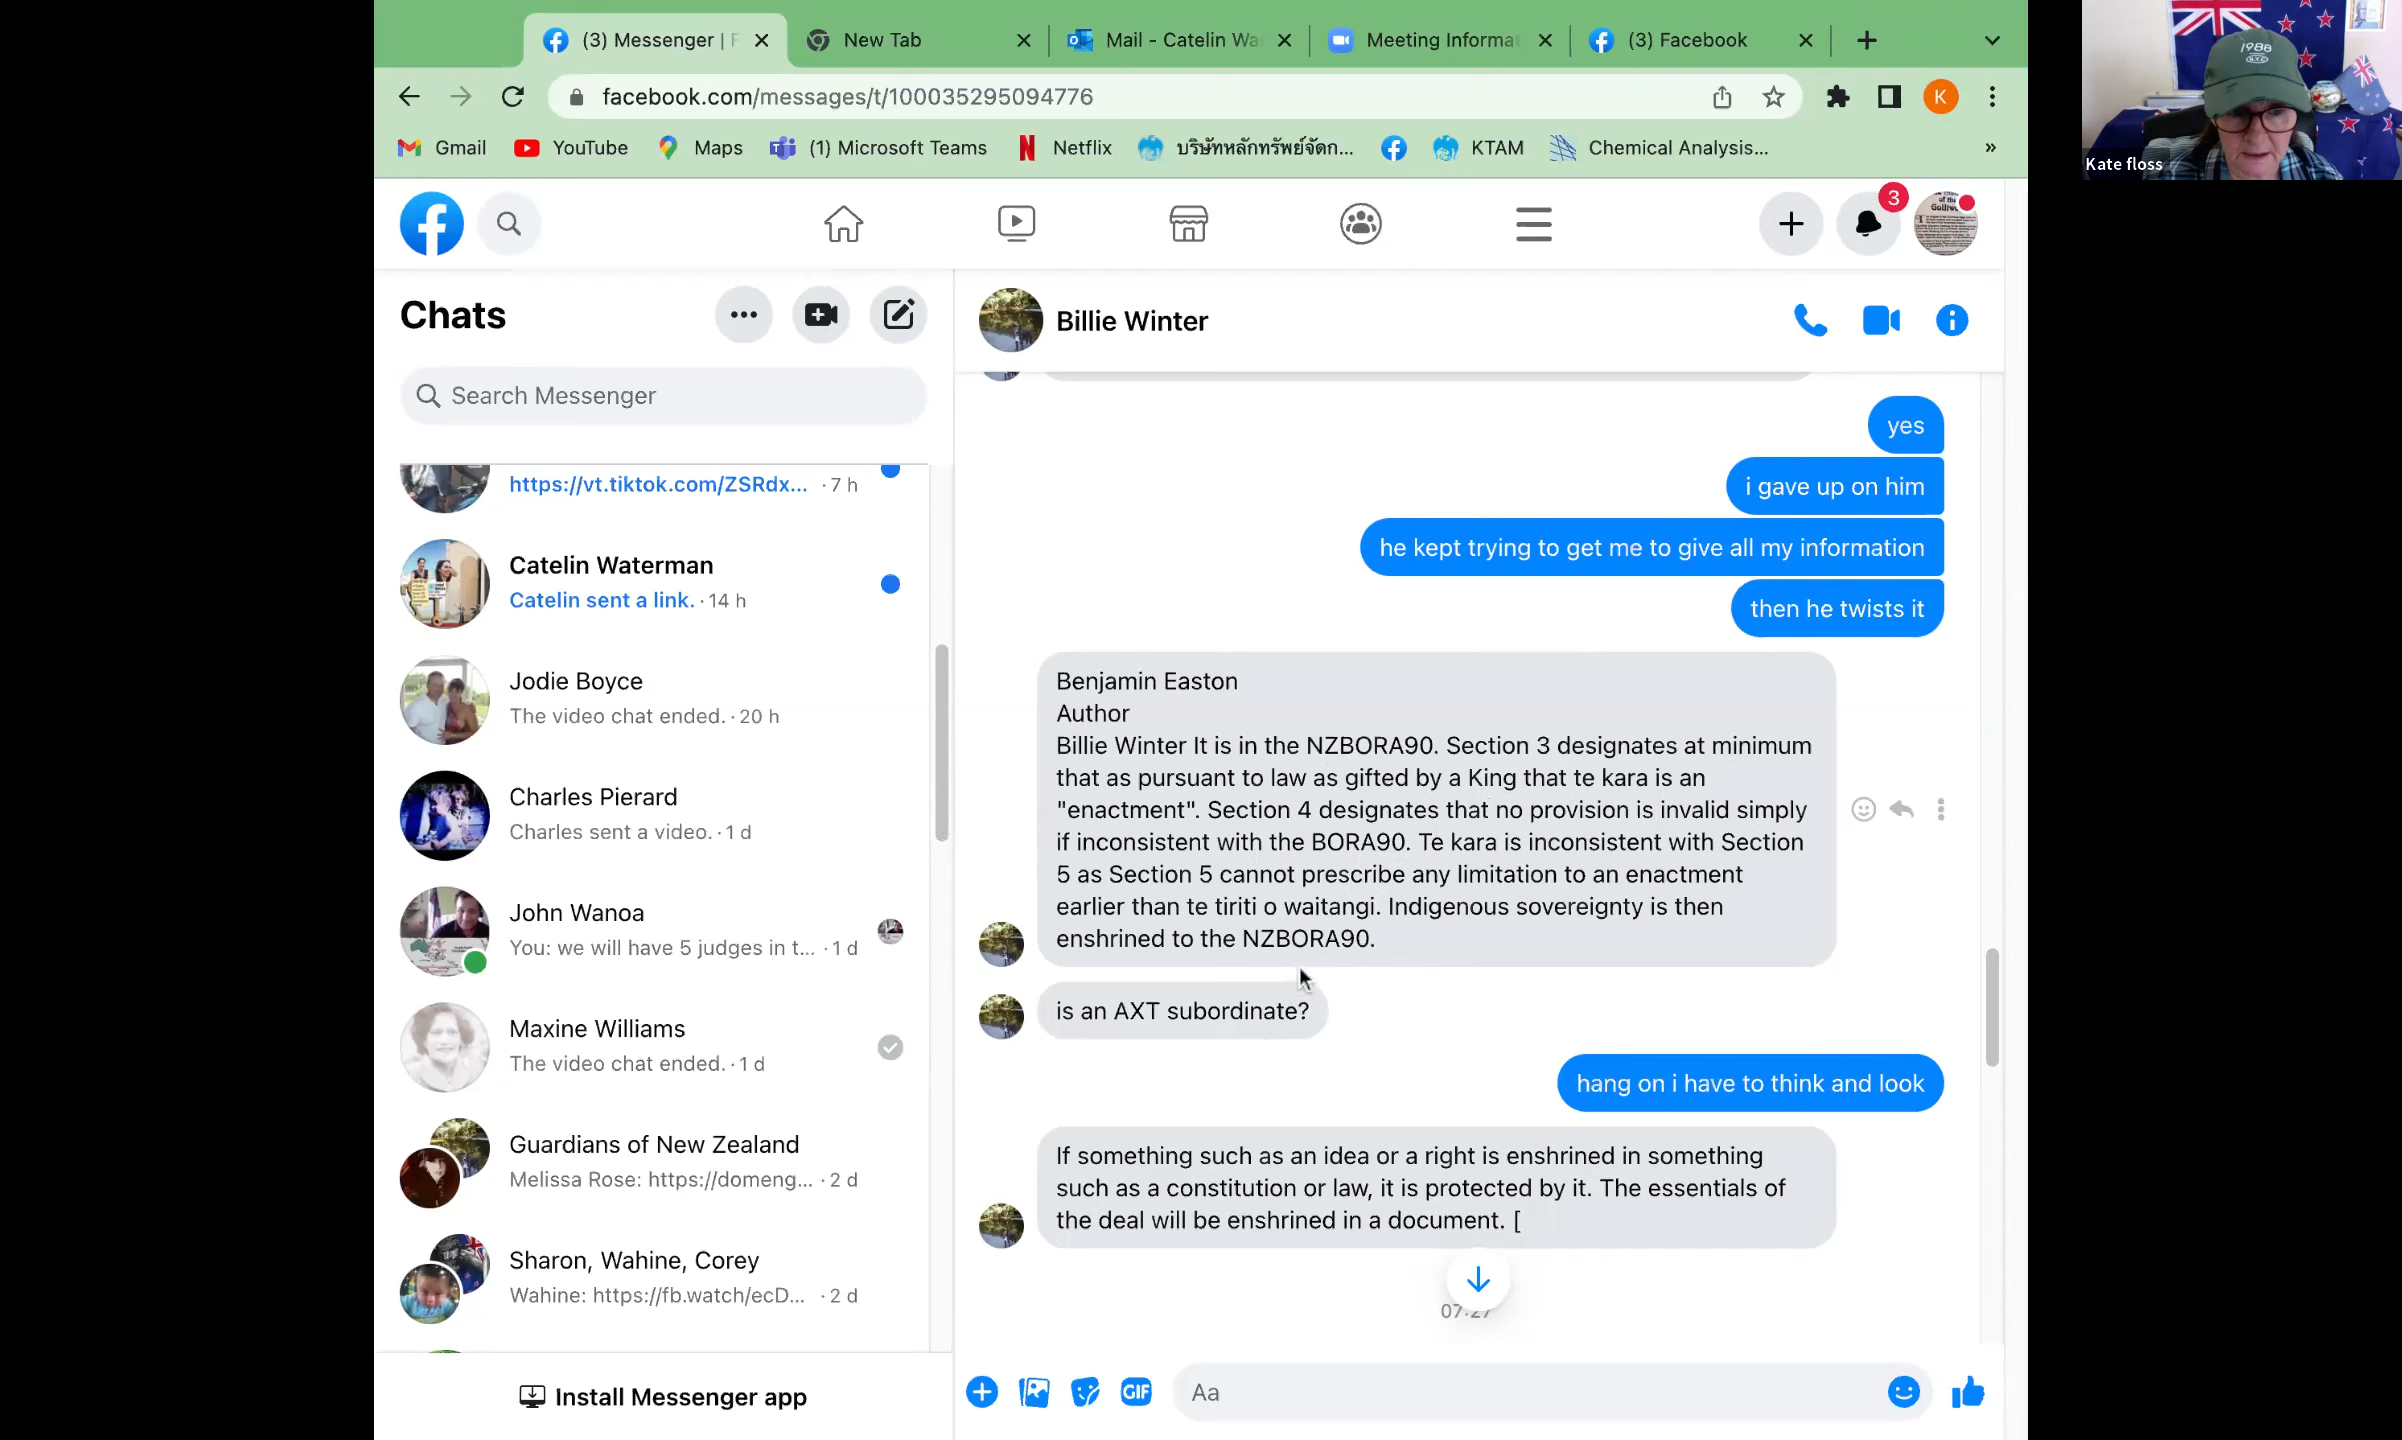 (3) Messenger | F
New Tab
Mail - Catelin Wa
Meeting Informat
(3) Facebook
facebook.com/messages/t/100035295094776
K
Gmail
YouTube
Maps
(1) Microsoft Teams
Netflix
บริษัทหลักทรัพย์จัดก...
KTAM
Chemical Analysis...
»
1988
N.Y.C
Kate floss
3
of the
Golliw
Chats
Search Messenger
https://vt.tiktok.com/ZSRdx... · 7 h
Catelin Waterman
Catelin sent a link. · 14 h
Jodie Boyce
The video chat ended. · 20 h
Charles Pierard
Charles sent a video. · 1 d
John Wanoa
You: we will have 5 judges in t... · 1 d
Maxine Williams
The video chat ended. · 1 d
Guardians of New Zealand
Melissa Rose: https://domeng... · 2 d
Sharon, Wahine, Corey
Wahine: https://fb.watch/ecD... · 2 d
Install Messenger app
Billie Winter
yes
i gave up on him
he kept trying to get me to give all my information
then he twists it
Benjamin Easton
Author
Billie Winter It is in the NZBORA90. Section 3 designates at minimum
that as pursuant to law as gifted by a King that te kara is an
"enactment". Section 4 designates that no provision is invalid simply
if inconsistent with the BORA90. Te kara is inconsistent with Section
5 as Section 5 cannot prescribe any limitation to an enactment
earlier than te tiriti o waitangi. Indigenous sovereignty is then
enshrined to the NZBORA90.
is an AXT subordinate?
hang on i have to think and look
If something such as an idea or a right is enshrined in something
such as a constitution or law, it is protected by it. The essentials of
the deal will be enshrined in a document. [
07:27
GIF
Aa